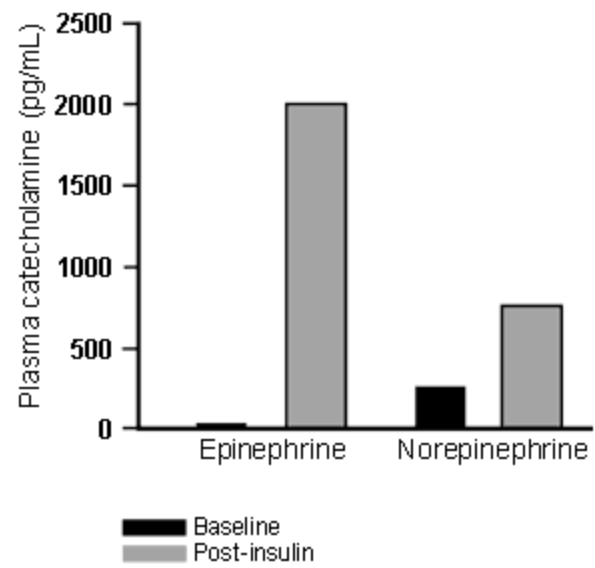 Plasma catecholamine (pg/mL)
2500
2000
1500
1000
500
0
Epinephrine
Norepinephrine
Baseline
Post-insulin